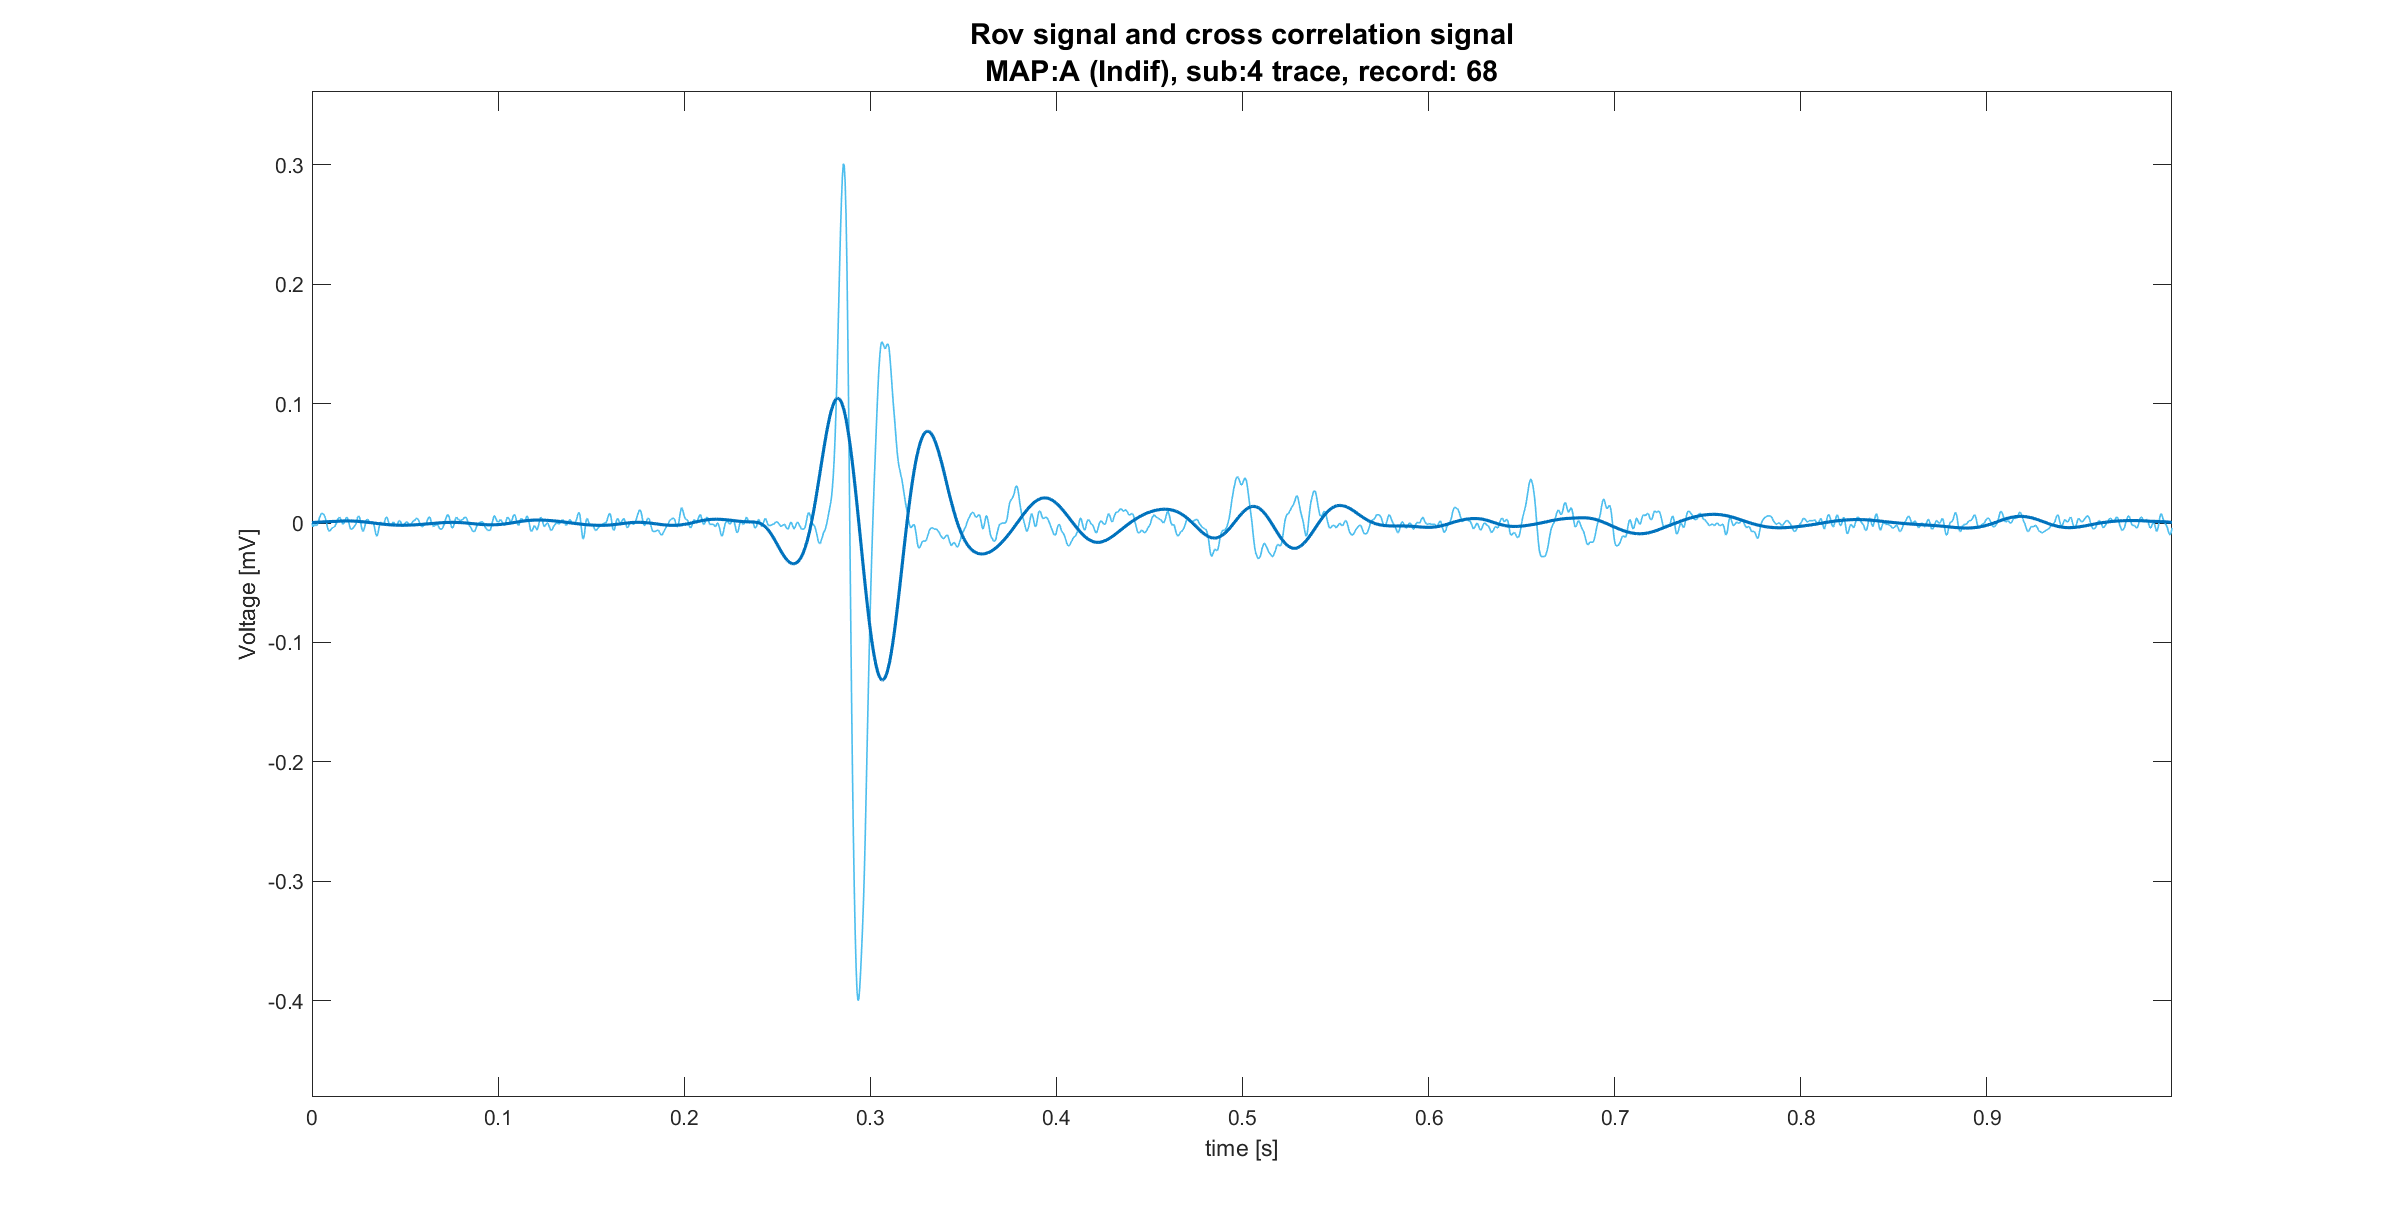 Rov signal and cross correlation signal
MAP:A (Indif), sub:4 trace, record: 68
0.3
0.2
0.1
0
-0.1
-0.2
-0.3
-0.4
Voltage [mV]
0 0.1 0.2 0.3 0.4 0.5 0.6 0.7 0.8 0.9
time [s]